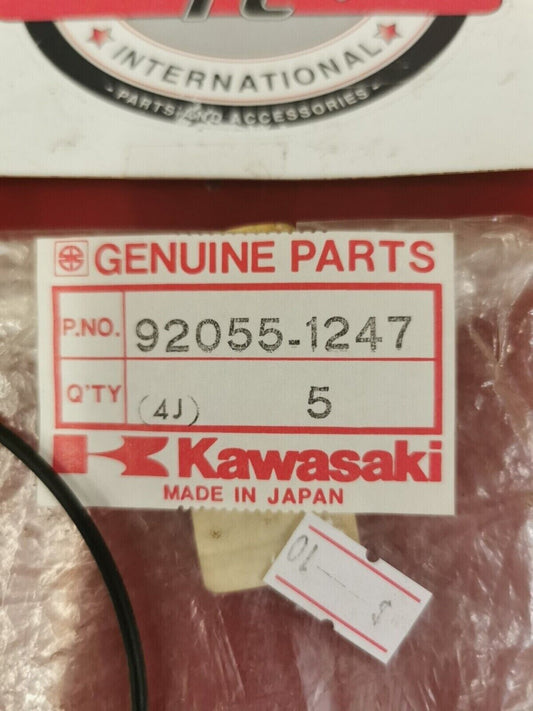 INTERNATIONAL
· PARTS AND ACCESSORIES ·
GENUINE PARTS
P.NO. 92055-1247
Q'TY (4J) 5
Kawasaki
MADE IN JAPAN